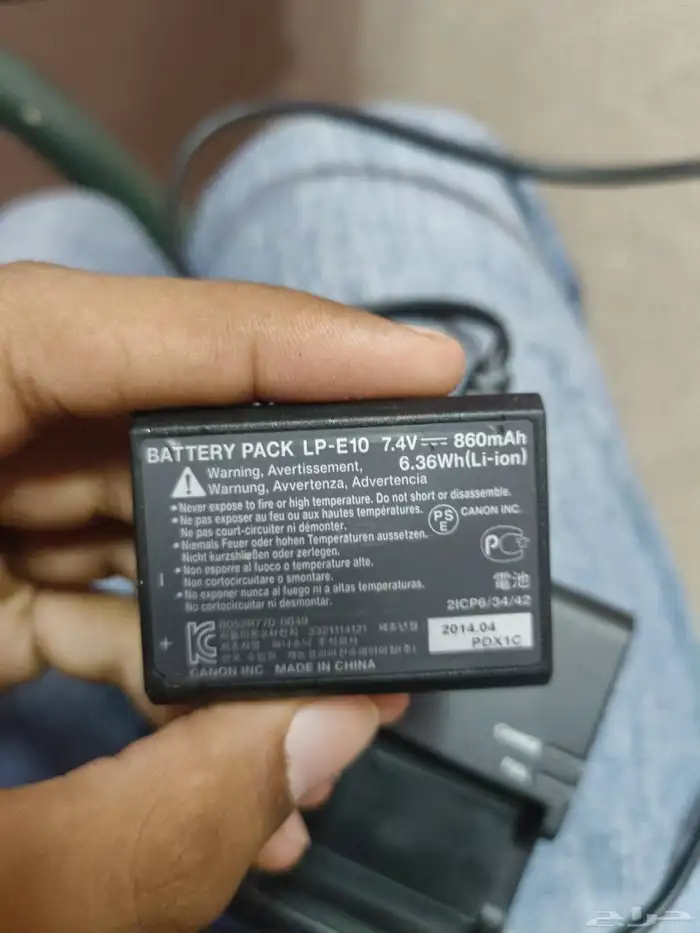 BATTERY PACK LP-E10 7.4V⎓860mAh
6.36Wh(Li-ion)
Warning, Avertissement,
Warnung, Avvertenza, Advertencia
•Never expose to fire or high temperature. Do not short or disassemble.
•Ne pas exposer au feu ou aux hautes températures.
Ne pas court-circuiter ni démonter.
•Niemals Feuer oder hohen Temperaturen aussetzen.
Nicht kurzshließen oder zerlegen.
•Non esporre al fuoco o temperature alte.
Non cortocircuitare o smontare.
•No exponer nunca al fuego ni a altas temperaturas.
No cortocircuitar ni desmontar.
PS
E
CANON INC.
電池
2ICP6/34/42
2014.04
PDX1C
CANON INC. MADE IN CHINA
حراج